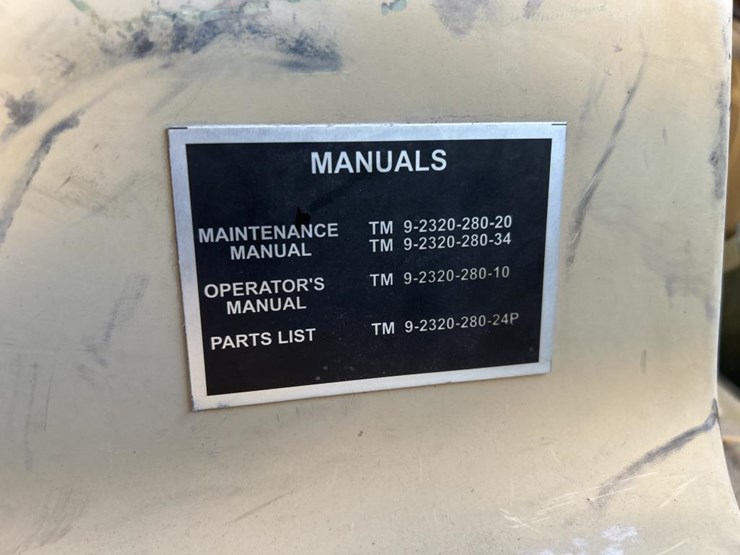 MANUALS
MAINTENANCE MANUAL TM 9-2320-280-20
TM 9-2320-280-34
OPERATOR'S MANUAL TM 9-2320-280-10
PARTS LIST TM 9-2320-280-24P